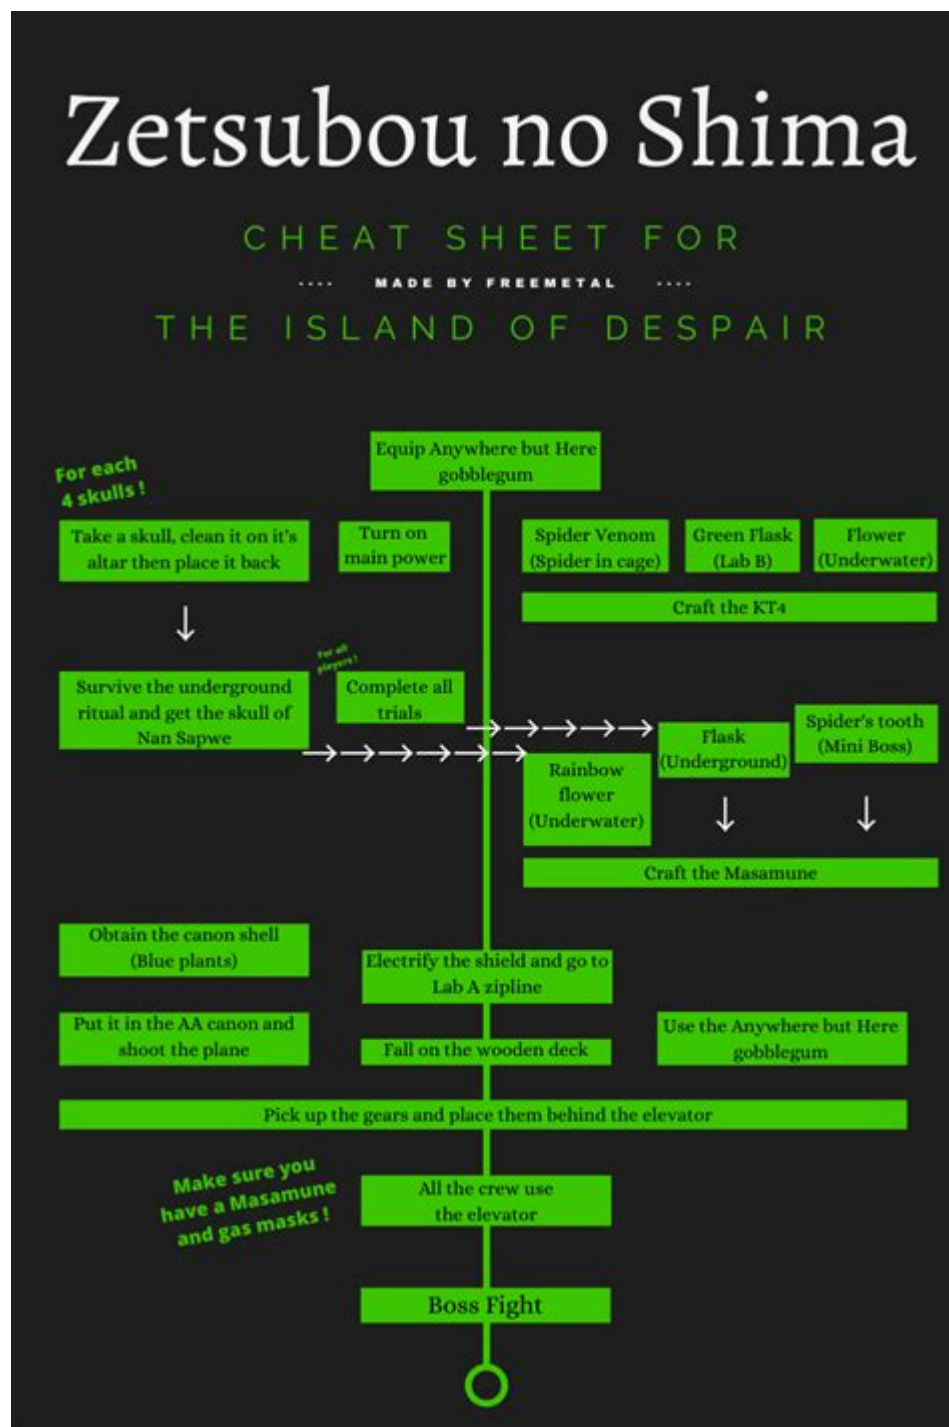 Zetsubou no Shima
CHEAT SHEET FOR
---- MADE BY FREEMETAL ----
THE ISLAND OF DESPAIR
Equip Anywhere but Here
gobblegum
For each
4 skulls !
Take a skull, clean it on it's
altar then place it back
Turn on
main power
Spider Venom
(Spider in cage)
Green Flask
(Lab B)
Flower
(Underwater)
Craft the KT4
Survive the underground
ritual and get the skull of
Nan Sapwe
For all
players !
Complete all
trials
Rainbow
flower
(Underwater)
Flask
(Underground)
Spider's tooth
(Mini Boss)
Craft the Masamune
Obtain the canon shell
(Blue plants)
Electrify the shield and go to
Lab A zipline
Put it in the AA canon and
shoot the plane
Fall on the wooden deck
Use the Anywhere but Here
gobblegum
Pick up the gears and place them behind the elevator
Make sure you
have a Masamune
and gas masks !
All the crew use
the elevator
Boss Fight